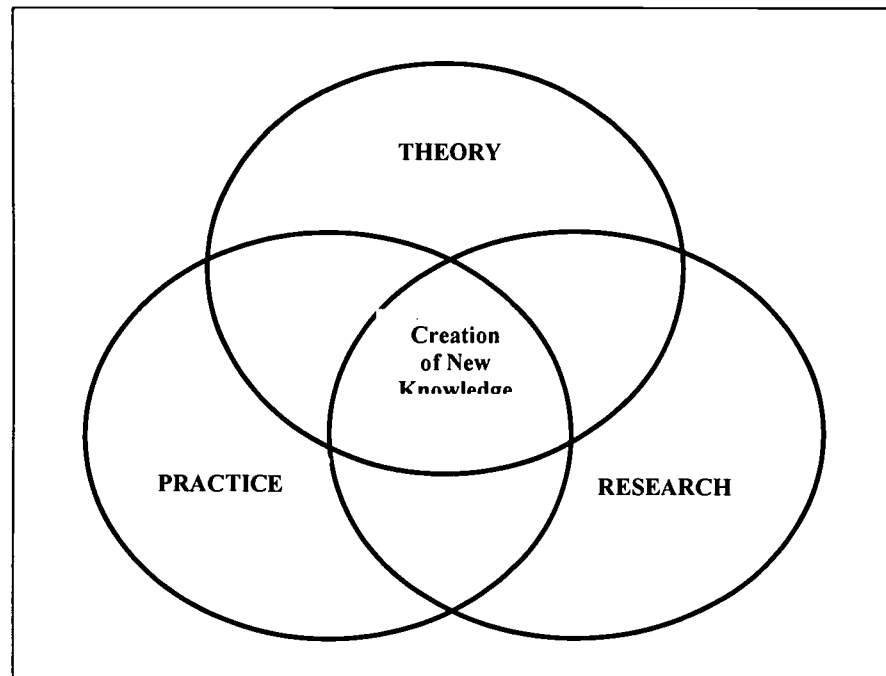 THEORY
Creation
of New
Knowledge
PRACTICE
RESEARCH